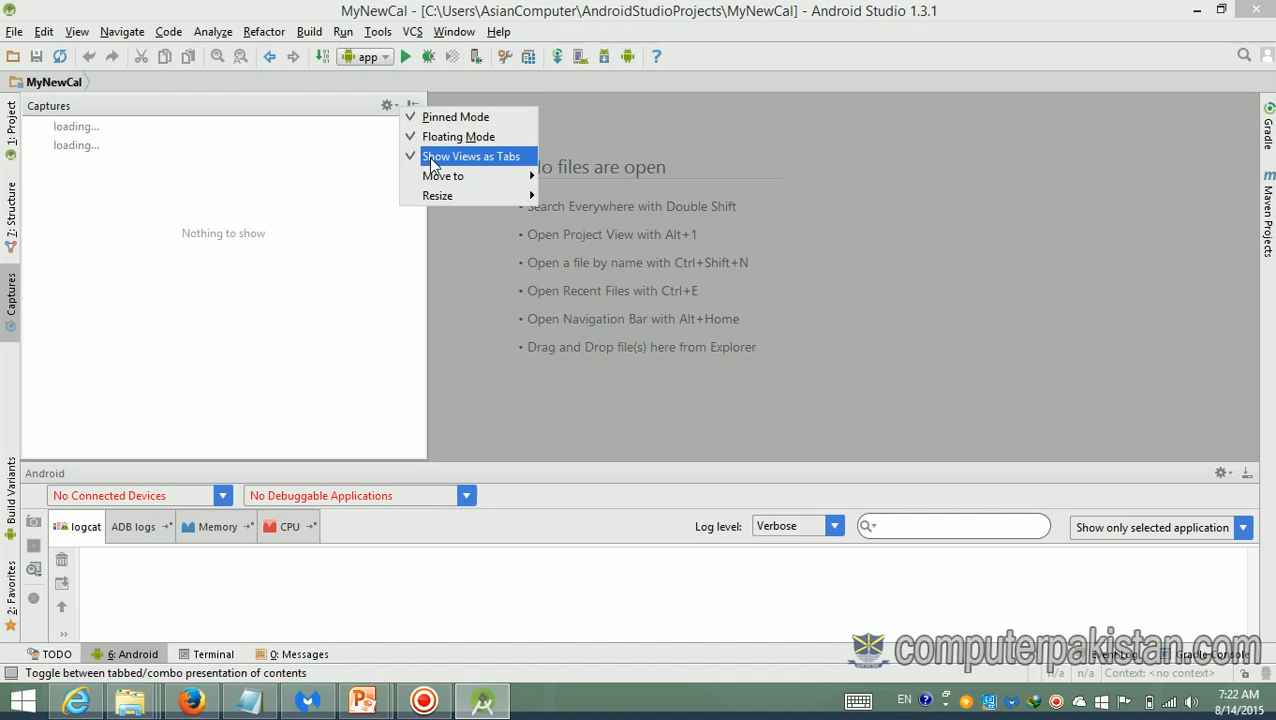 MyNewCal - [C:\Users\AsianComputer\AndroidStudioProjects\MyNewCal] - Android Studio 1.3.1
File Edit View Navigate Code Analyze Refactor Build Run Tools VCS Window Help
app
MyNewCal
Captures
loading...
loading...
Nothing to show
Pinned Mode
Floating Mode
Show Views as Tabs
Move to
Resize
o files are open
• Search Everywhere with Double Shift
• Open Project View with Alt+1
• Open a file by name with Ctrl+Shift+N
• Open Recent Files with Ctrl+E
• Open Navigation Bar with Alt+Home
• Drag and Drop file(s) here from Explorer
1: Project
7: Structure
Captures
Build Variants
2: Favorites
Gradle
Maven Projects
Android
No Connected Devices No Debuggable Applications
logcat ADB logs Memory CPU Log level: Verbose Show only selected application
TODO 6: Android Terminal 0: Messages Event Log Gradle Console
computerpakistan.com
Toggle between tabbed/combo presentation of contents n/a n/a Context: <no context>
EN 7:22 AM
8/14/2015